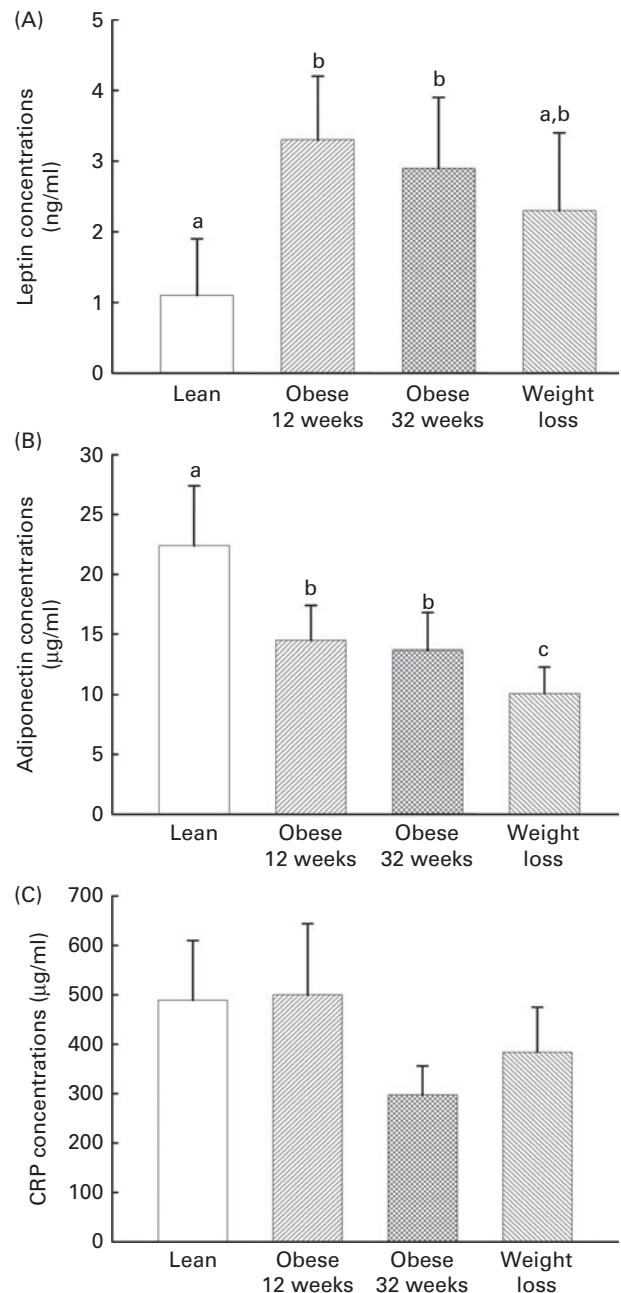 (A)
Leptin concentrations
(ng/ml)
5
4
3
2
1
0
a
b
b
a,b
Lean
Obese
12 weeks
Obese
32 weeks
Weight
loss
(B)
Adiponectin concentrations
(μg/ml)
30
25
20
15
10
5
0
a
b
b
c
Lean
Obese
12 weeks
Obese
32 weeks
Weight
loss
(C)
CRP concentrations (μg/ml)
700
600
500
400
300
200
100
0
Lean
Obese
12 weeks
Obese
32 weeks
Weight
loss